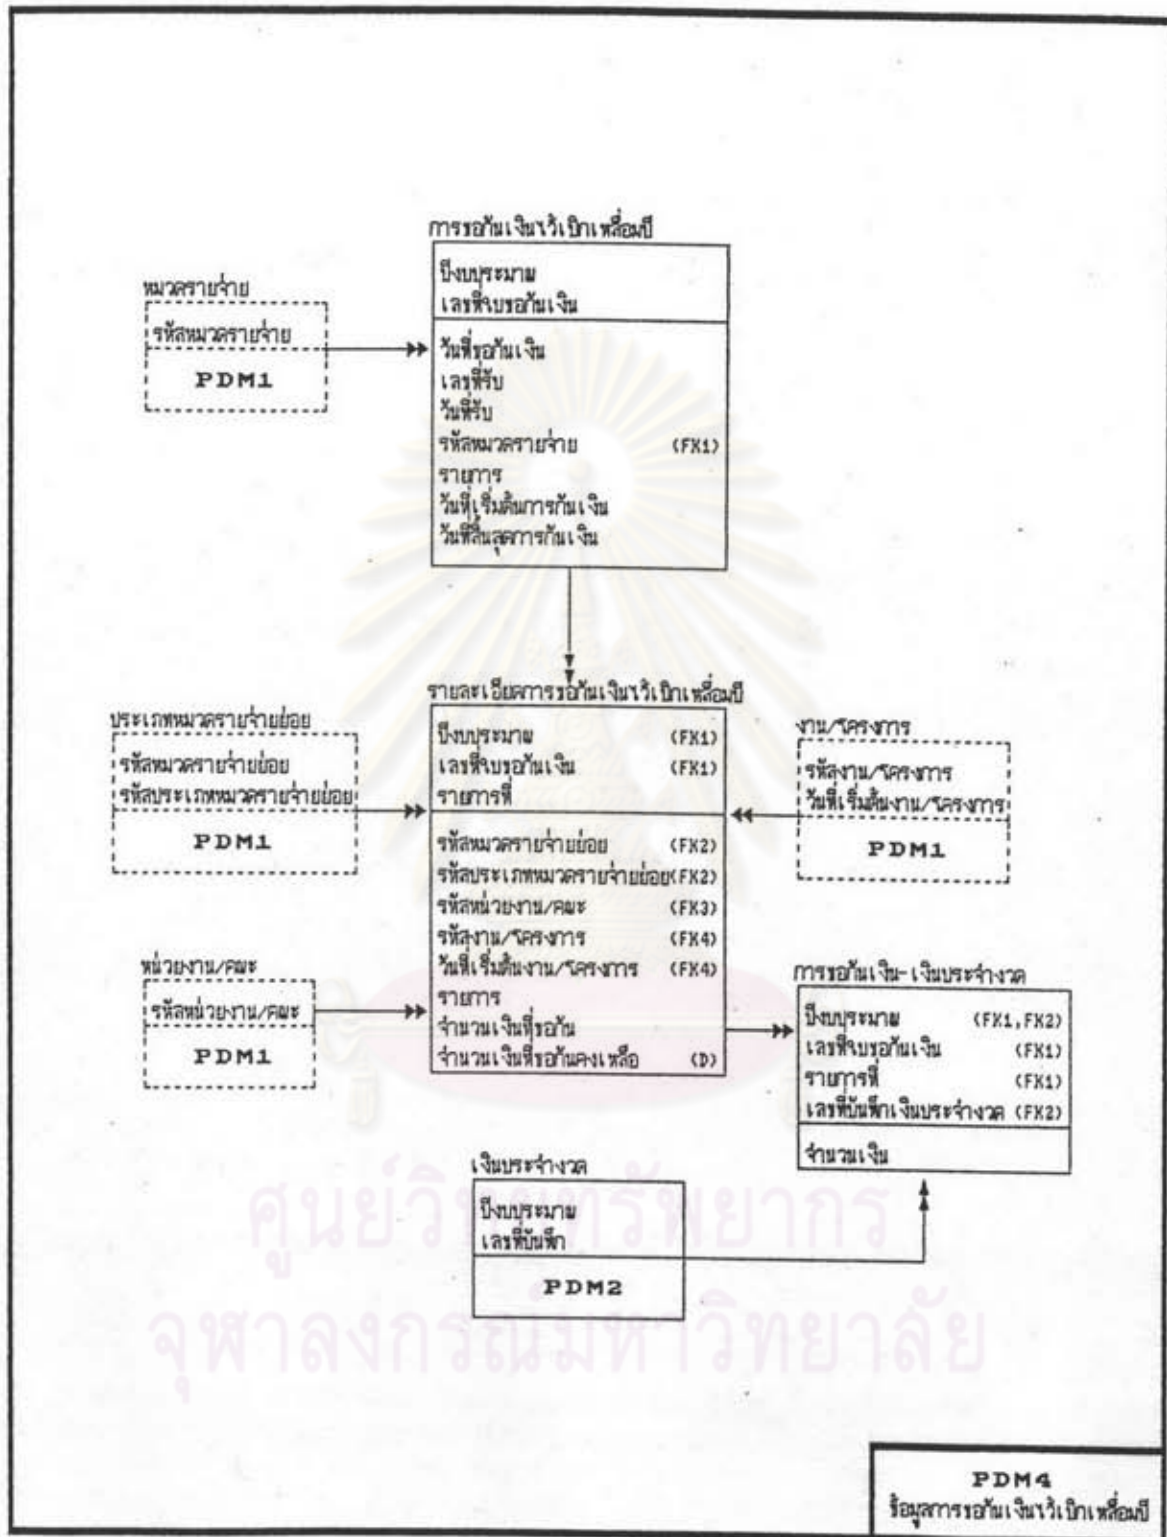 การขอกันเงินไว้เบิกเหลื่อมปี
ปีงบประมาณ
เลขที่ใบขอกันเงิน
วันที่ขอกันเงิน
เลขที่รับ
วันที่รับ
รหัสหมวดรายจ่าย (FK1)
รายการ
วันที่เริ่มต้นการกันเงิน
วันที่สิ้นสุดการกันเงิน
หมวดรายจ่าย
รหัสหมวดรายจ่าย
PDM1
รายละเอียดการขอกันเงินไว้เบิกเหลื่อมปี
ปีงบประมาณ (FK1)
เลขที่ใบขอกันเงิน (FK1)
รายการที่
รหัสหมวดรายจ่ายย่อย (FK2)
รหัสประเภทหมวดรายจ่ายย่อย(FK2)
รหัสหน่วยงาน/คณะ (FK3)
รหัสงาน/โครงการ (FK4)
วันที่เริ่มต้นงาน/โครงการ (FK4)
รายการ
จำนวนเงินที่ขอกัน
จำนวนเงินที่ขอกันคงเหลือ (D)
ประเภทหมวดรายจ่ายย่อย
รหัสหมวดรายจ่ายย่อย
รหัสประเภทหมวดรายจ่ายย่อย
PDM1
งาน/โครงการ
รหัสงาน/โครงการ
วันที่เริ่มต้นงาน/โครงการ
PDM1
หน่วยงาน/คณะ
รหัสหน่วยงาน/คณะ
PDM1
การขอกันเงิน-เงินประจำงวด
ปีงบประมาณ (FK1,FK2)
เลขที่ใบขอกันเงิน (FK1)
รายการที่ (FK1)
เลขที่บันทึกเงินประจำงวด (FK2)
จำนวนเงิน
เงินประจำงวด
ปีงบประมาณ
เลขที่บันทึก
PDM2
ศูนย์วิทยทรัพยากร
จุฬาลงกรณ์มหาวิทยาลัย
PDM4
ข้อมูลการขอกันเงินไว้เบิกเหลื่อมปี